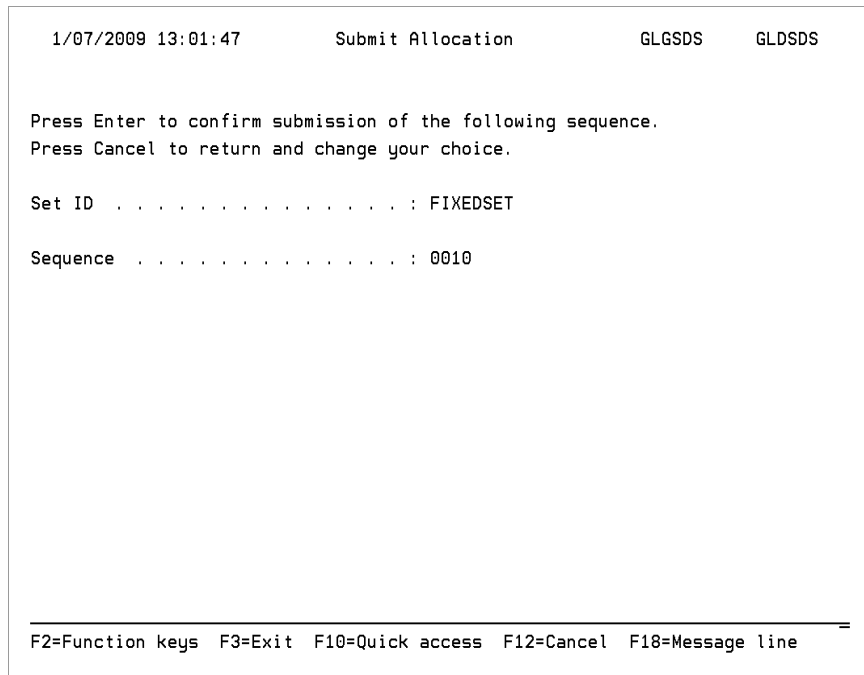 1/07/2009 13:01:47 Submit Allocation GLGSDS GLDSDS
Press Enter to confirm submission of the following sequence.
Press Cancel to return and change your choice.
Set ID . . . . . . . . . . . . . . : FIXEDSET
Sequence . . . . . . . . . . . . . : 0010
F2=Function keys F3=Exit F10=Quick access F12=Cancel F18=Message line